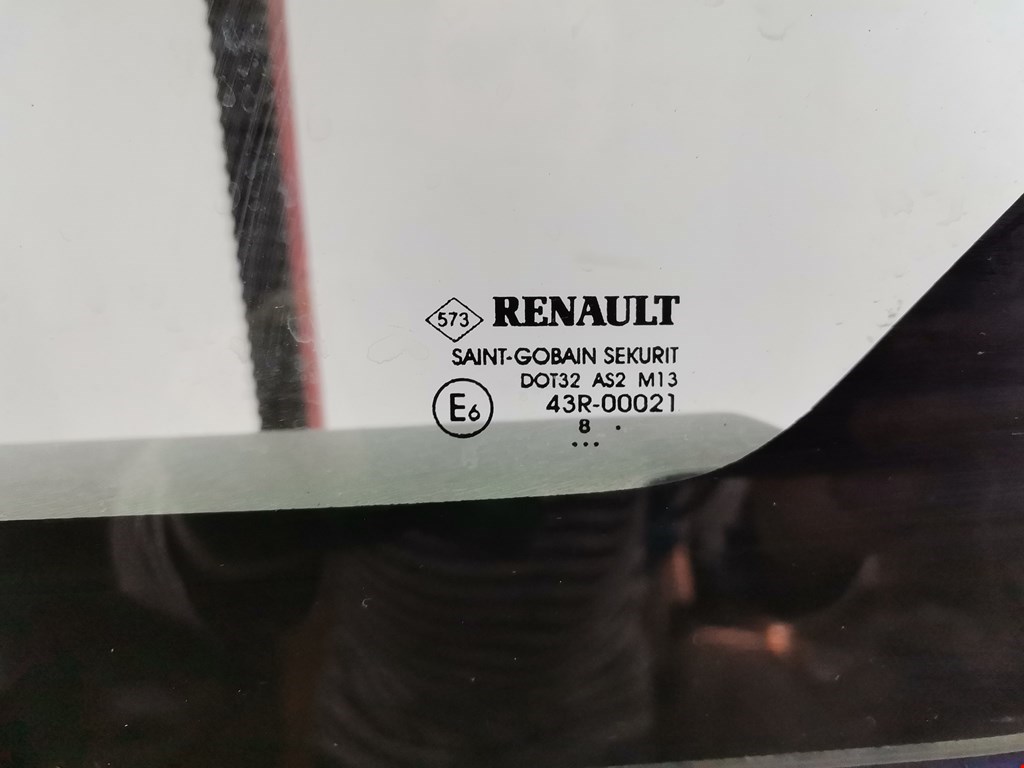 573 RENAULT
SAINT-GOBAIN SEKURIT
DOT32 AS2 M13
E6 43R-00021
8 .
...